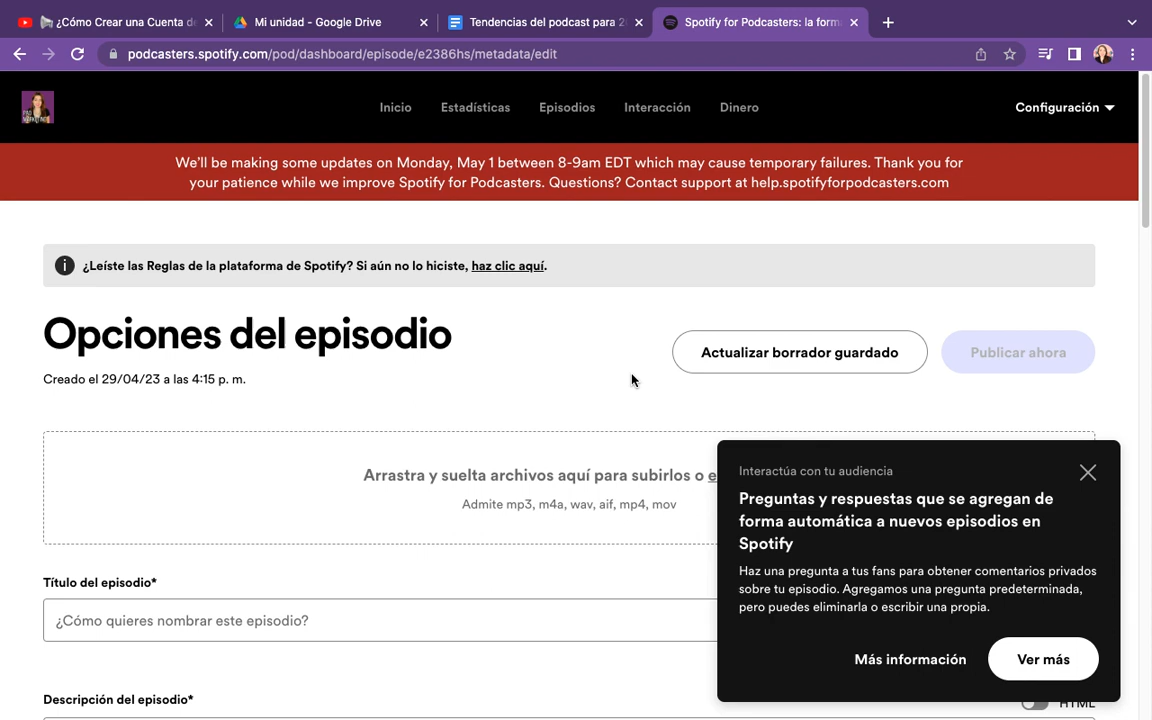 ¿Cómo Crear una Cuenta de
Mi unidad - Google Drive
Tendencias del podcast para 2
Spotify for Podcasters: la form
podcasters.spotify.com/pod/dashboard/episode/e2386hs/metadata/edit
Inicio
Estadísticas
Episodios
Interacción
Dinero
Configuración
We'll be making some updates on Monday, May 1 between 8-9am EDT which may cause temporary failures. Thank you for
your patience while we improve Spotify for Podcasters. Questions? Contact support at help.spotifyforpodcasters.com
¿Leíste las Reglas de la plataforma de Spotify? Si aún no lo hiciste, haz clic aquí.
Opciones del episodio
Actualizar borrador guardado
Publicar ahora
Creado el 29/04/23 a las 4:15 p. m.
Arrastra y suelta archivos aquí para subirlos o e
Admite mp3, m4a, wav, aif, mp4, mov
Título del episodio*
¿Cómo quieres nombrar este episodio?
Descripción del episodio*
HTML
Interactúa con tu audiencia
Preguntas y respuestas que se agregan de
forma automática a nuevos episodios en
Spotify
Haz una pregunta a tus fans para obtener comentarios privados
sobre tu episodio. Agregamos una pregunta predeterminada,
pero puedes eliminarla o escribir una propia.
Más información
Ver más